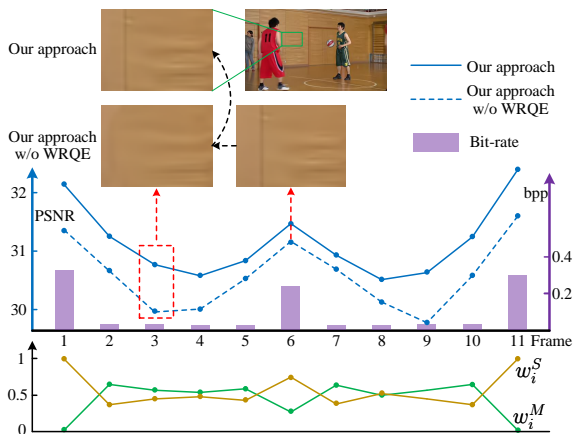 Our approach
Our approach
w/o WRQE
Our approach
Our approach
w/o WRQE
Bit-rate
PSNR
bpp
32
31
30
0.4
0.2
1 2 3 4 5 6 7 8 9 10 11 Frame
1
0.5
0
w_i^S
w_i^M